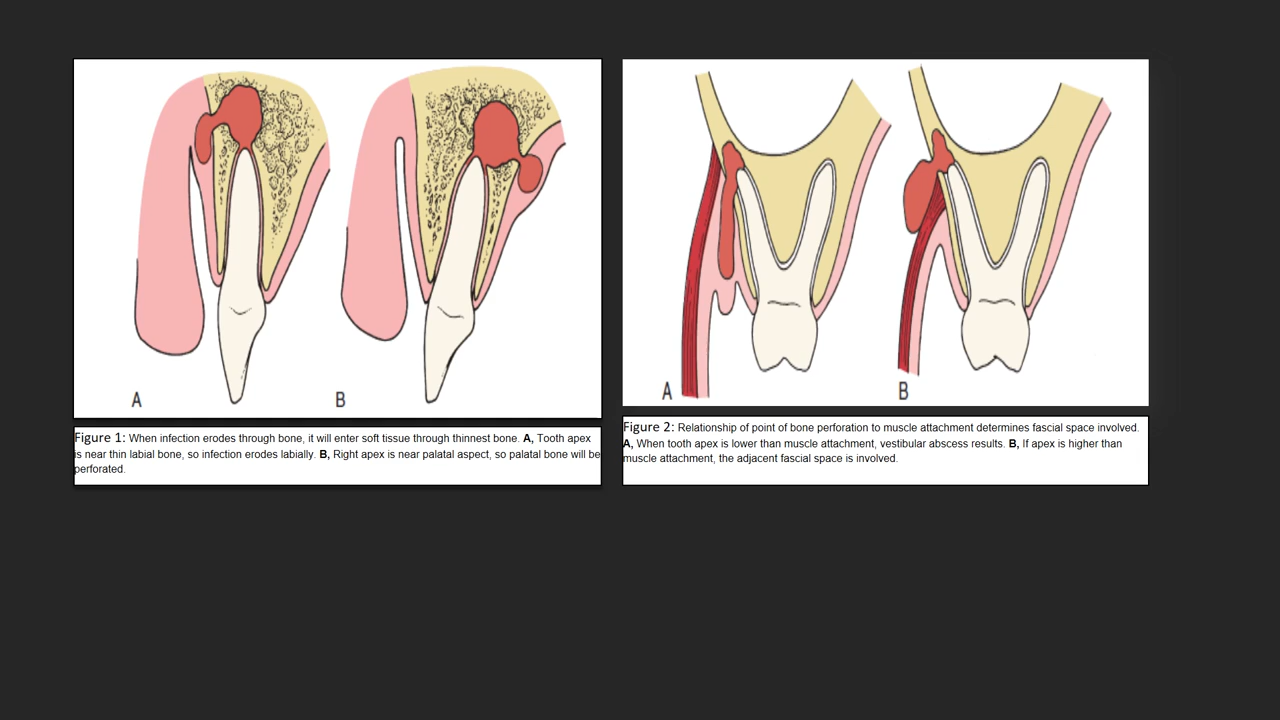 A
B
Figure 1: When infection erodes through bone, it will enter soft tissue through thinnest bone. A, Tooth apex
is near thin labial bone, so infection erodes labially. B, Right apex is near palatal aspect, so palatal bone will be
perforated.
A
B
Figure 2: Relationship of point of bone perforation to muscle attachment determines fascial space involved.
A, When tooth apex is lower than muscle attachment, vestibular abscess results. B, If apex is higher than
muscle attachment, the adjacent fascial space is involved.